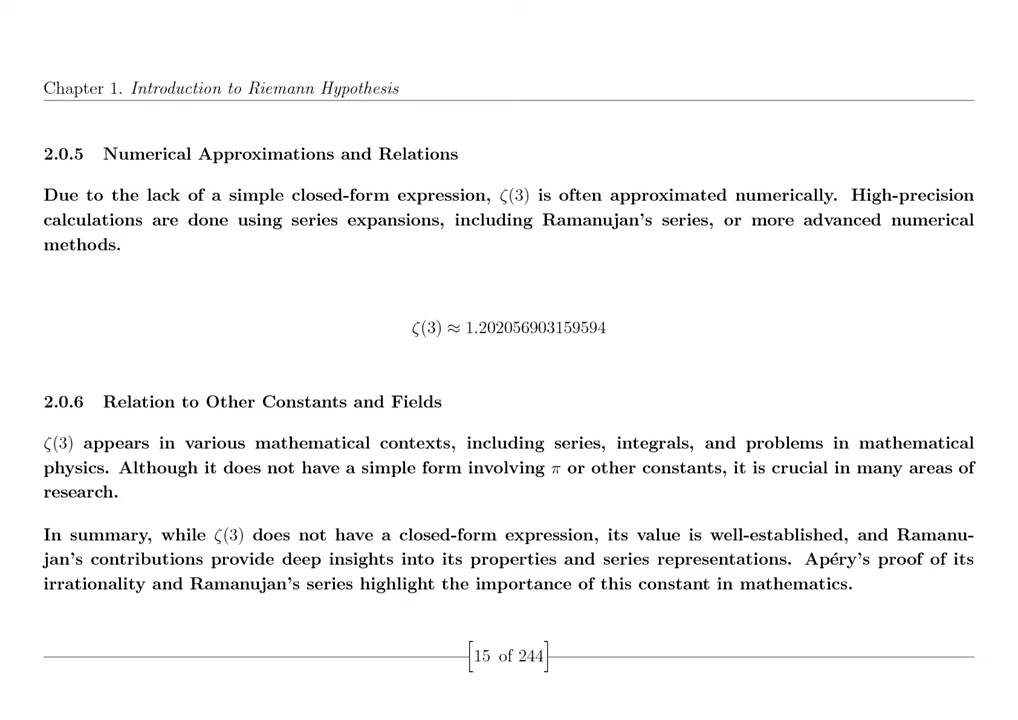 Chapter 1. Introduction to Riemann Hypothesis
2.0.5 Numerical Approximations and Relations
Due to the lack of a simple closed-form expression, ζ(3) is often approximated numerically. High-precision
calculations are done using series expansions, including Ramanujan's series, or more advanced numerical
methods.
ζ(3) ≈ 1.202056903159594
2.0.6 Relation to Other Constants and Fields
ζ(3) appears in various mathematical contexts, including series, integrals, and problems in mathematical
physics. Although it does not have a simple form involving π or other constants, it is crucial in many areas of
research.
In summary, while ζ(3) does not have a closed-form expression, its value is well-established, and Ramanu-
jan's contributions provide deep insights into its properties and series representations. Apéry's proof of its
irrationality and Ramanujan's series highlight the importance of this constant in mathematics.
[15 of 244]